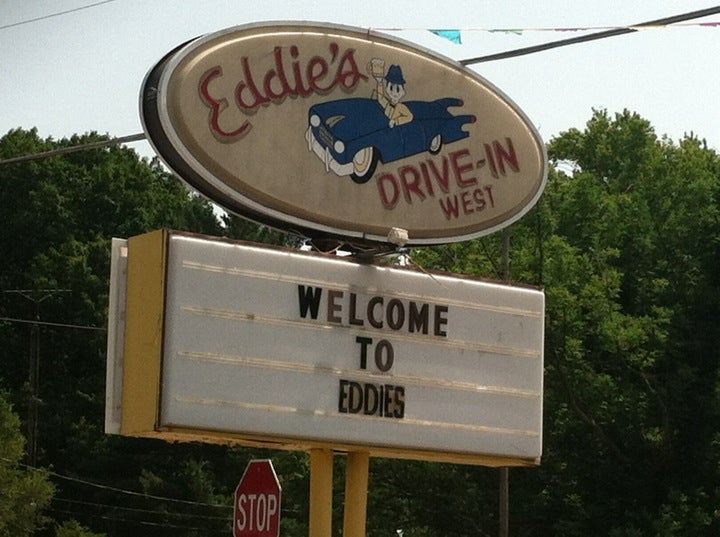 Eddie's
DRIVE-IN
WEST
WELCOME
TO
EDDIES
STOP